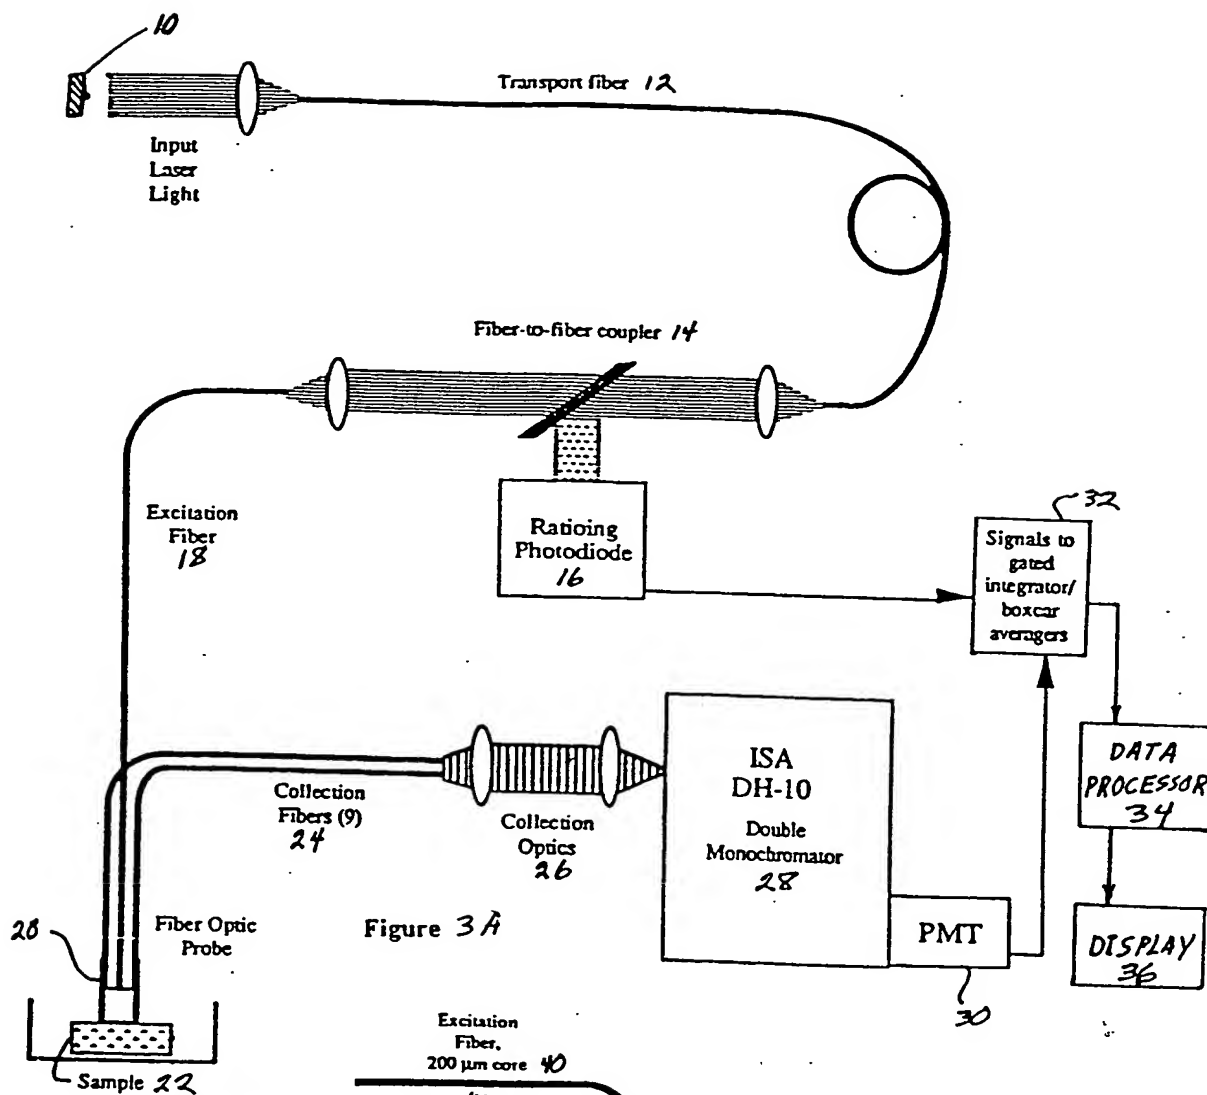 10
Transport fiber 12
Input
Laser
Light
Fiber-to-fiber coupler 14
Excitation
Fiber
18
Ratioing
Photodiode
16
32
Signals to
gated
integrator/
boxcar
averagers
ISA
DH-10
Double
Monochromator
28
DATA
PROCESSOR
34
Collection
Fibers (9)
24
Collection
Optics
26
Fiber Optic
Probe
28
Figure 3A
PMT
30
DISPLAY
36
Excitation
Fiber,
200 μm core 40
Sample 22